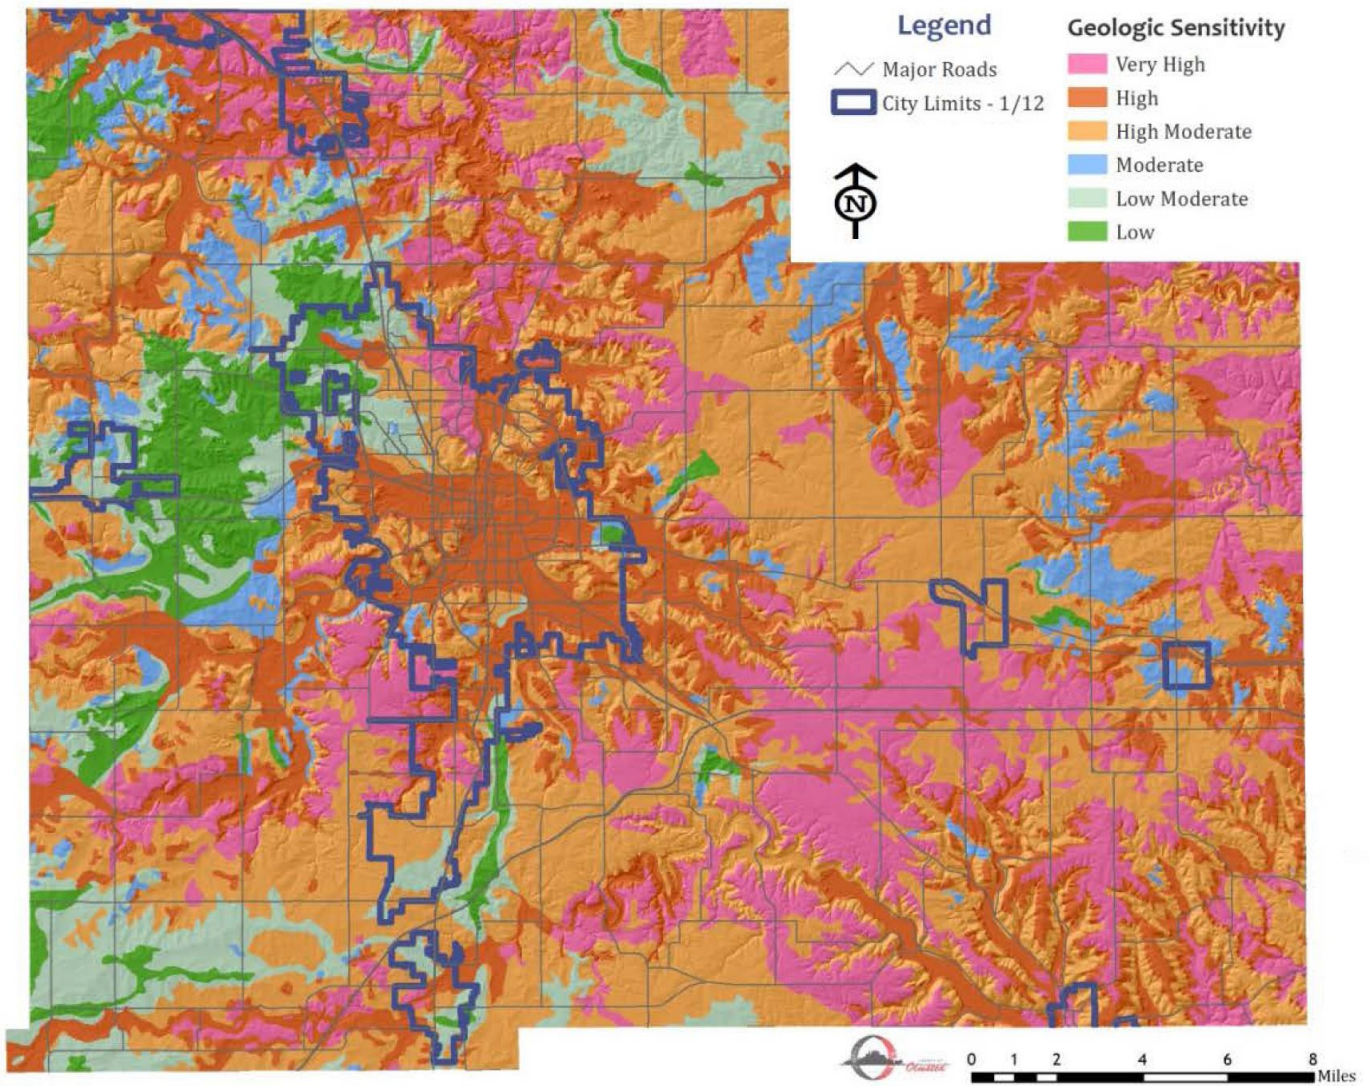 Legend
Major Roads
City Limits - 1/12
N
Geologic Sensitivity
Very High
High
High Moderate
Moderate
Low Moderate
Low
Olmsted
0 1 2 4 6 8
Miles